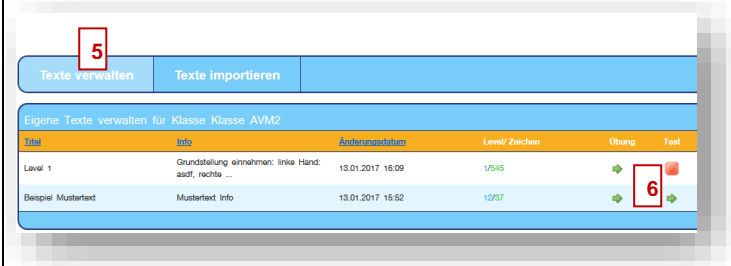 5
Texte verwalten Texte importieren
Eigene Texte verwalten für Klasse Klasse AVM2
Titel Info Änderungsdatum Level/ Zeichen Übung Test
Level 1 Grundstellung einnehmen: linke Hand: asdf, rechte ... 13.01.2017 16:09 1/545
Beispiel Mustertext Mustertext Info 13.01.2017 15:52 12/37
6